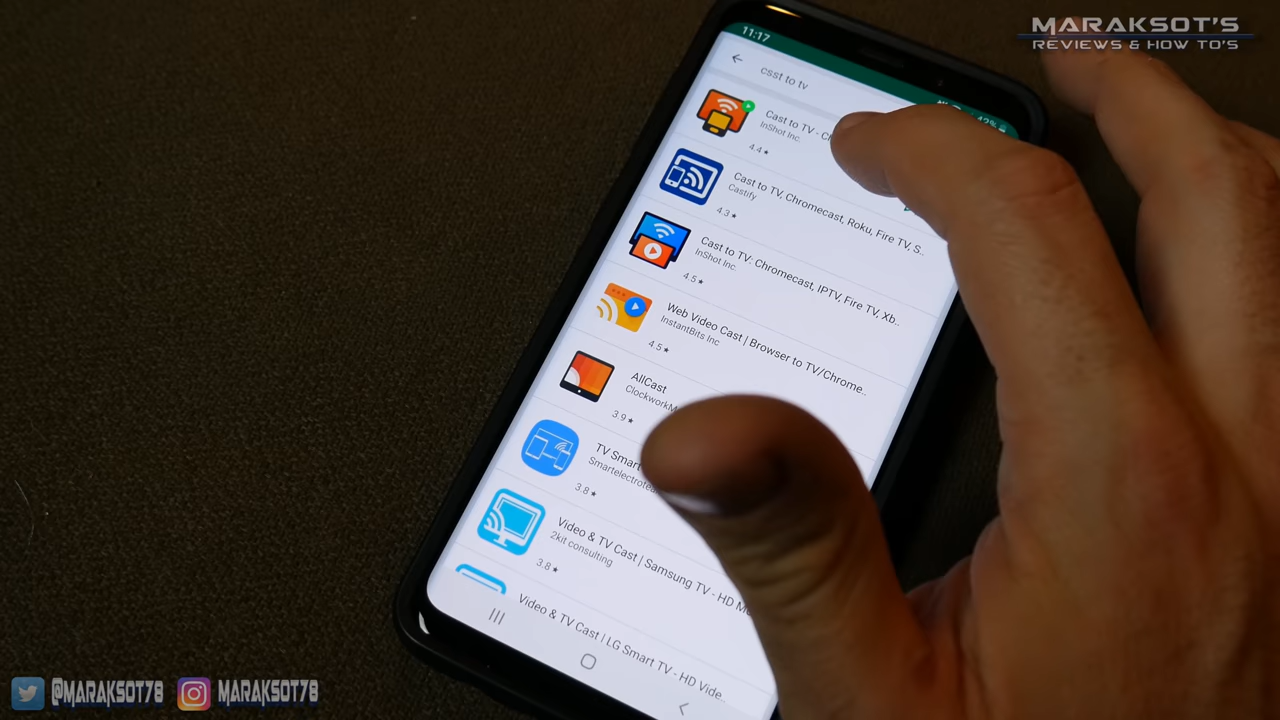 MARAKSOT'S
REVIEWS & HOW TO'S
11:17
42%
csst to tv
Cast to TV - Ch
InShot Inc.
4.4★
Cast to TV, Chromecast, Roku, Fire TV, S..
Castify
4.3★
Cast to TV: Chromecast, IPTV, Fire TV, Xb..
InShot Inc.
4.5★
Web Video Cast | Browser to TV/Chrome..
InstantBits Inc
4.5★
AllCast
ClockworkM
3.9★
TV Smart
Smartelectrotea
3.8★
Video & TV Cast | Samsung TV - HD M
2kit consulting
3.8★
Video & TV Cast | LG Smart TV - HD Vide..
@MARAKSOT78
MARAKSOT78